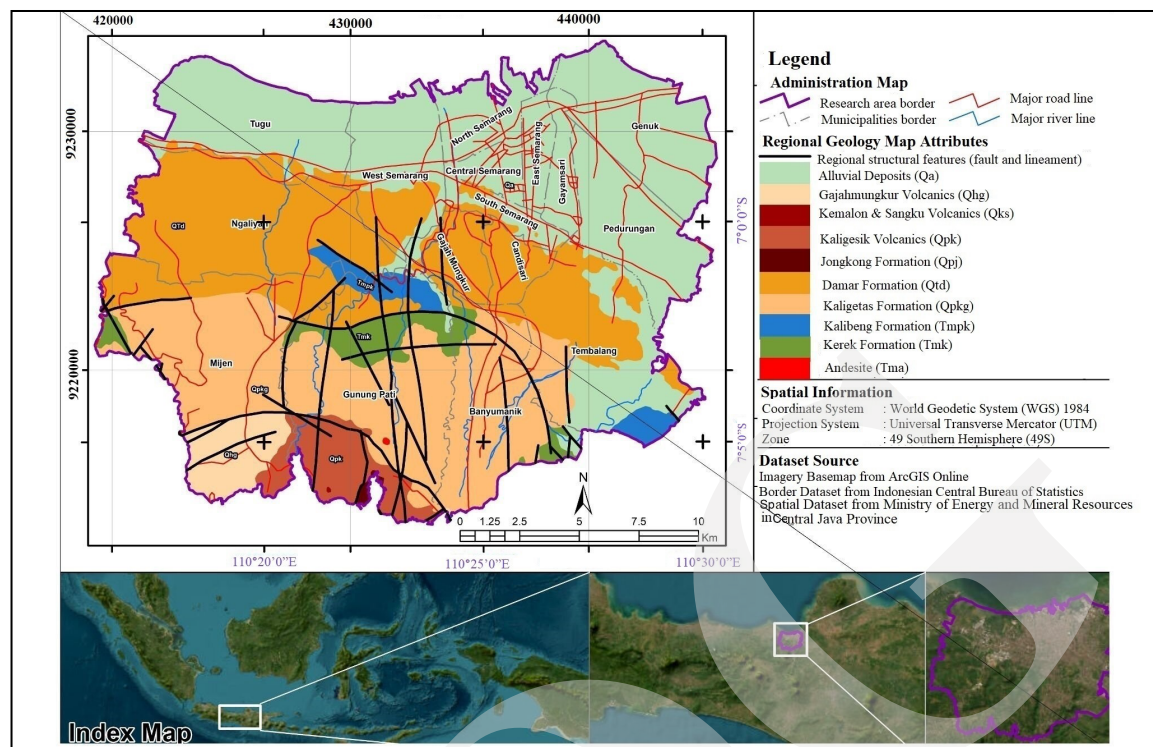 420000
430000
440000
9230000
9220000
7°0'0"S
7°5'0"S
110°20'0"E
110°25'0"E
110°30'0"E
Tugu
Genuk
North Semarang
East Semarang
Gayamsari
Central Semarang
West Semarang
Qa
South Semarang
Pedurungan
QTd
Ngaliyan
Gajah Mungkur
Candisari
Tmpk
Tmk
Tembalang
Mijen
Qpkg
Gunung Pati
Banyumanik
Qhg
Qpk
N
0 1.25 2.5 5 7.5 10
Km
Legend
Administration Map
Research area border
Major road line
Municipalities border
Major river line
Regional Geology Map Attributes
Regional structural features (fault and lineament)
Alluvial Deposits (Qa)
Gajahmungkur Volcanics (Qhg)
Kemalon & Sangku Volcanics (Qks)
Kaligesik Volcanics (Qpk)
Jongkong Formation (Qpj)
Damar Formation (Qtd)
Kaligetas Formation (Qpkg)
Kalibeng Formation (Tmpk)
Kerek Formation (Tmk)
Andesite (Tma)
Spatial Information
Coordinate System : World Geodetic System (WGS) 1984
Projection System : Universal Transverse Mercator (UTM)
Zone : 49 Southern Hemisphere (49S)
Dataset Source
Imagery Basemap from ArcGIS Online
Border Dataset from Indonesian Central Bureau of Statistics
Spatial Dataset from Ministry of Energy and Mineral Resources
in Central Java Province
Index Map